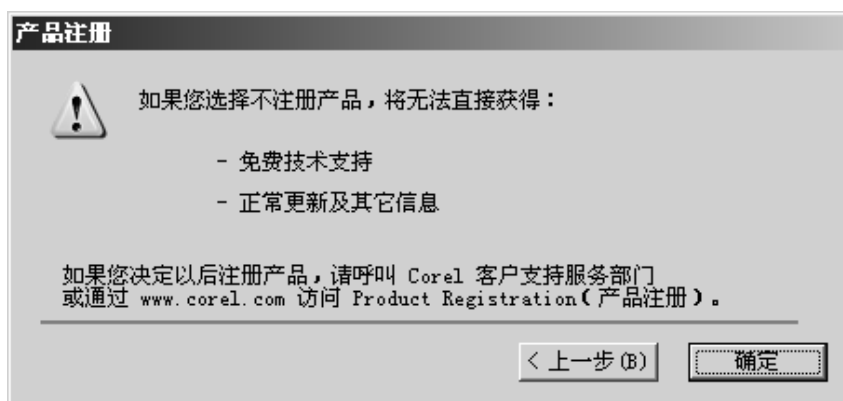 产品注册
如果您选择不注册产品，将无法直接获得：
- 免费技术支持
- 正常更新及其它信息
如果您决定以后注册产品，请呼叫 Corel 客户支持服务部门
或通过 www.corel.com 访问 Product Registration(产品注册)。
< 上一步(B)
确定